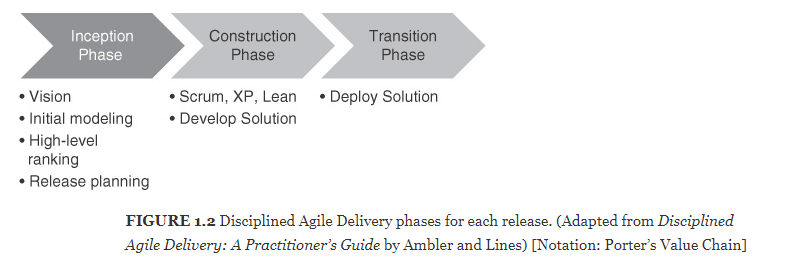 Inception
Phase
Construction
Phase
Transition
Phase
• Vision
• Initial modeling
• High-level
ranking
• Release planning
• Scrum, XP, Lean
• Develop Solution
• Deploy Solution
FIGURE 1.2 Disciplined Agile Delivery phases for each release. (Adapted from Disciplined
Agile Delivery: A Practitioner’s Guide by Ambler and Lines) [Notation: Porter’s Value Chain]